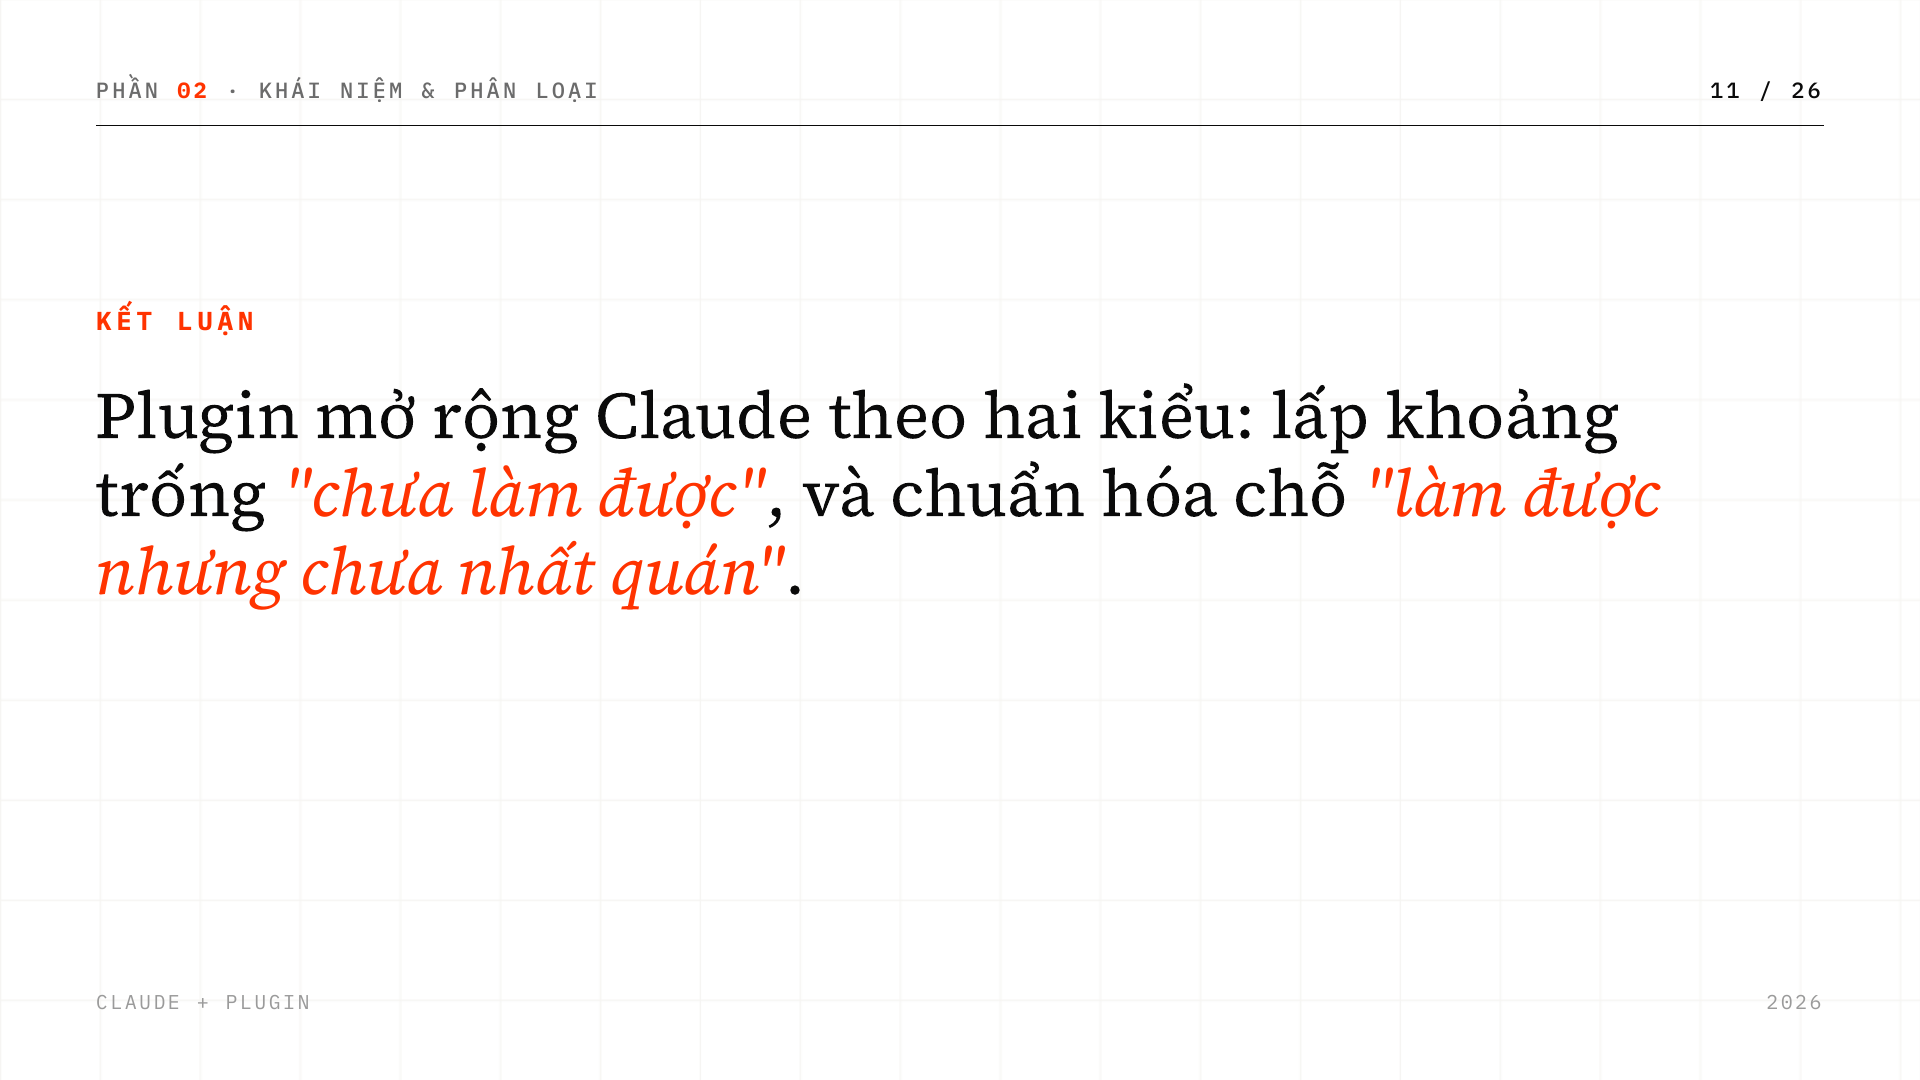 PHẦN 02 · KHÁI NIỆM & PHÂN LOẠI
11 / 26
KẾT LUẬN
Plugin mở rộng Claude theo hai kiểu: lấp khoảng
trống "chưa làm được", và chuẩn hóa chỗ "làm được
nhưng chưa nhất quán".
CLAUDE + PLUGIN
2026